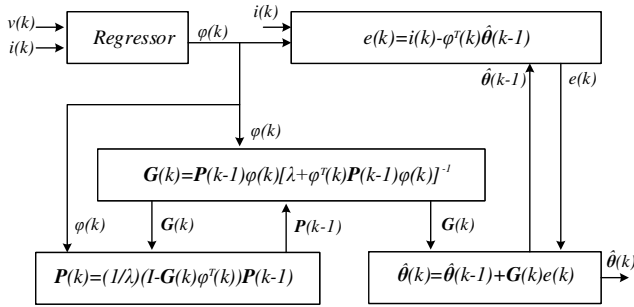 v(k)
i(k)
Regressor
φ(k)
i(k)
e(k)=i(k)-φᵀ(k)θ̂(k-1)
θ̂(k-1)
e(k)
φ(k)
G(k)=P(k-1)φ(k)[λ+φᵀ(k)P(k-1)φ(k)]⁻¹
φ(k)
G(k)
P(k-1)
G(k)
P(k)=(1/λ)(I-G(k)φᵀ(k))P(k-1)
θ̂(k)=θ̂(k-1)+G(k)e(k)
θ̂(k)